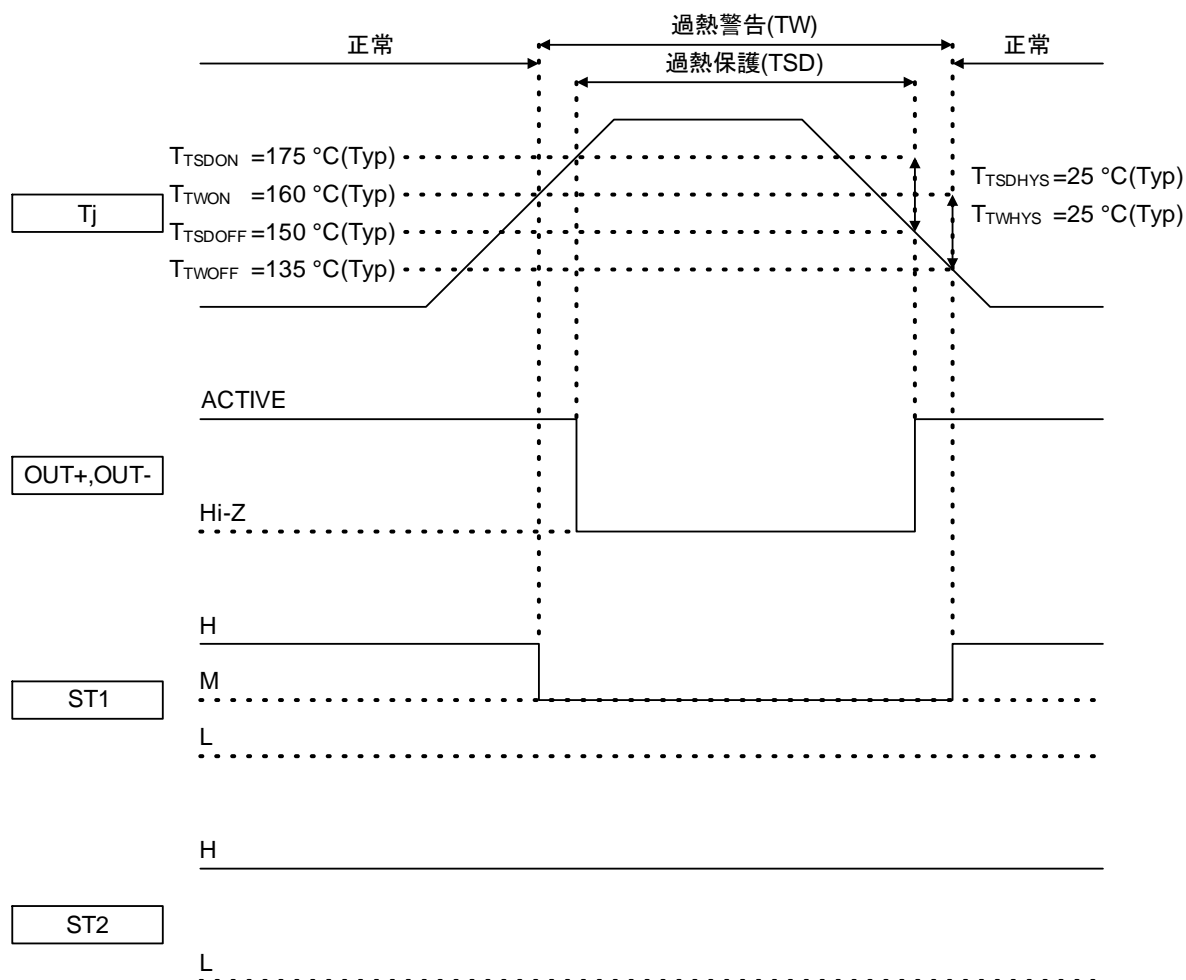 正常
過熱警告(TW)
正常
過熱保護(TSD)
TTSDON =175 °C(Typ)
TTWON =160 °C(Typ)
TTSDOFF=150 °C(Typ)
TTWOFF =135 °C(Typ)
TTSDHYS=25 °C(Typ)
TTWHYS =25 °C(Typ)
Tj
ACTIVE
OUT+,OUT-
Hi-Z
H
M
ST1
L
H
ST2
L